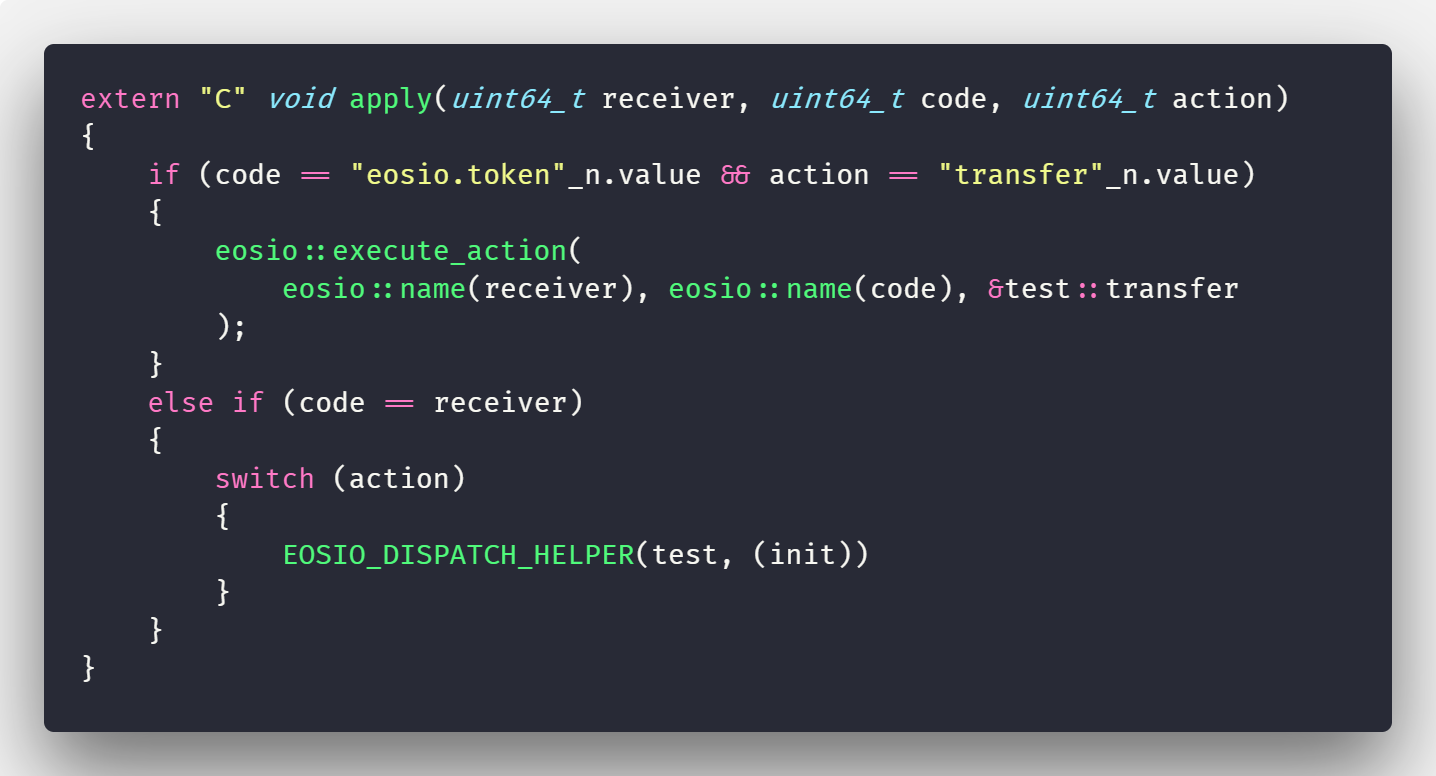 extern "C" void apply(uint64_t receiver, uint64_t code, uint64_t action)
{
    if (code == "eosio.token"_n.value && action == "transfer"_n.value)
    {
        eosio::execute_action(
            eosio::name(receiver), eosio::name(code), &test::transfer
        );
    }
    else if (code == receiver)
    {
        switch (action)
        {
            EOSIO_DISPATCH_HELPER(test, (init))
        }
    }
}